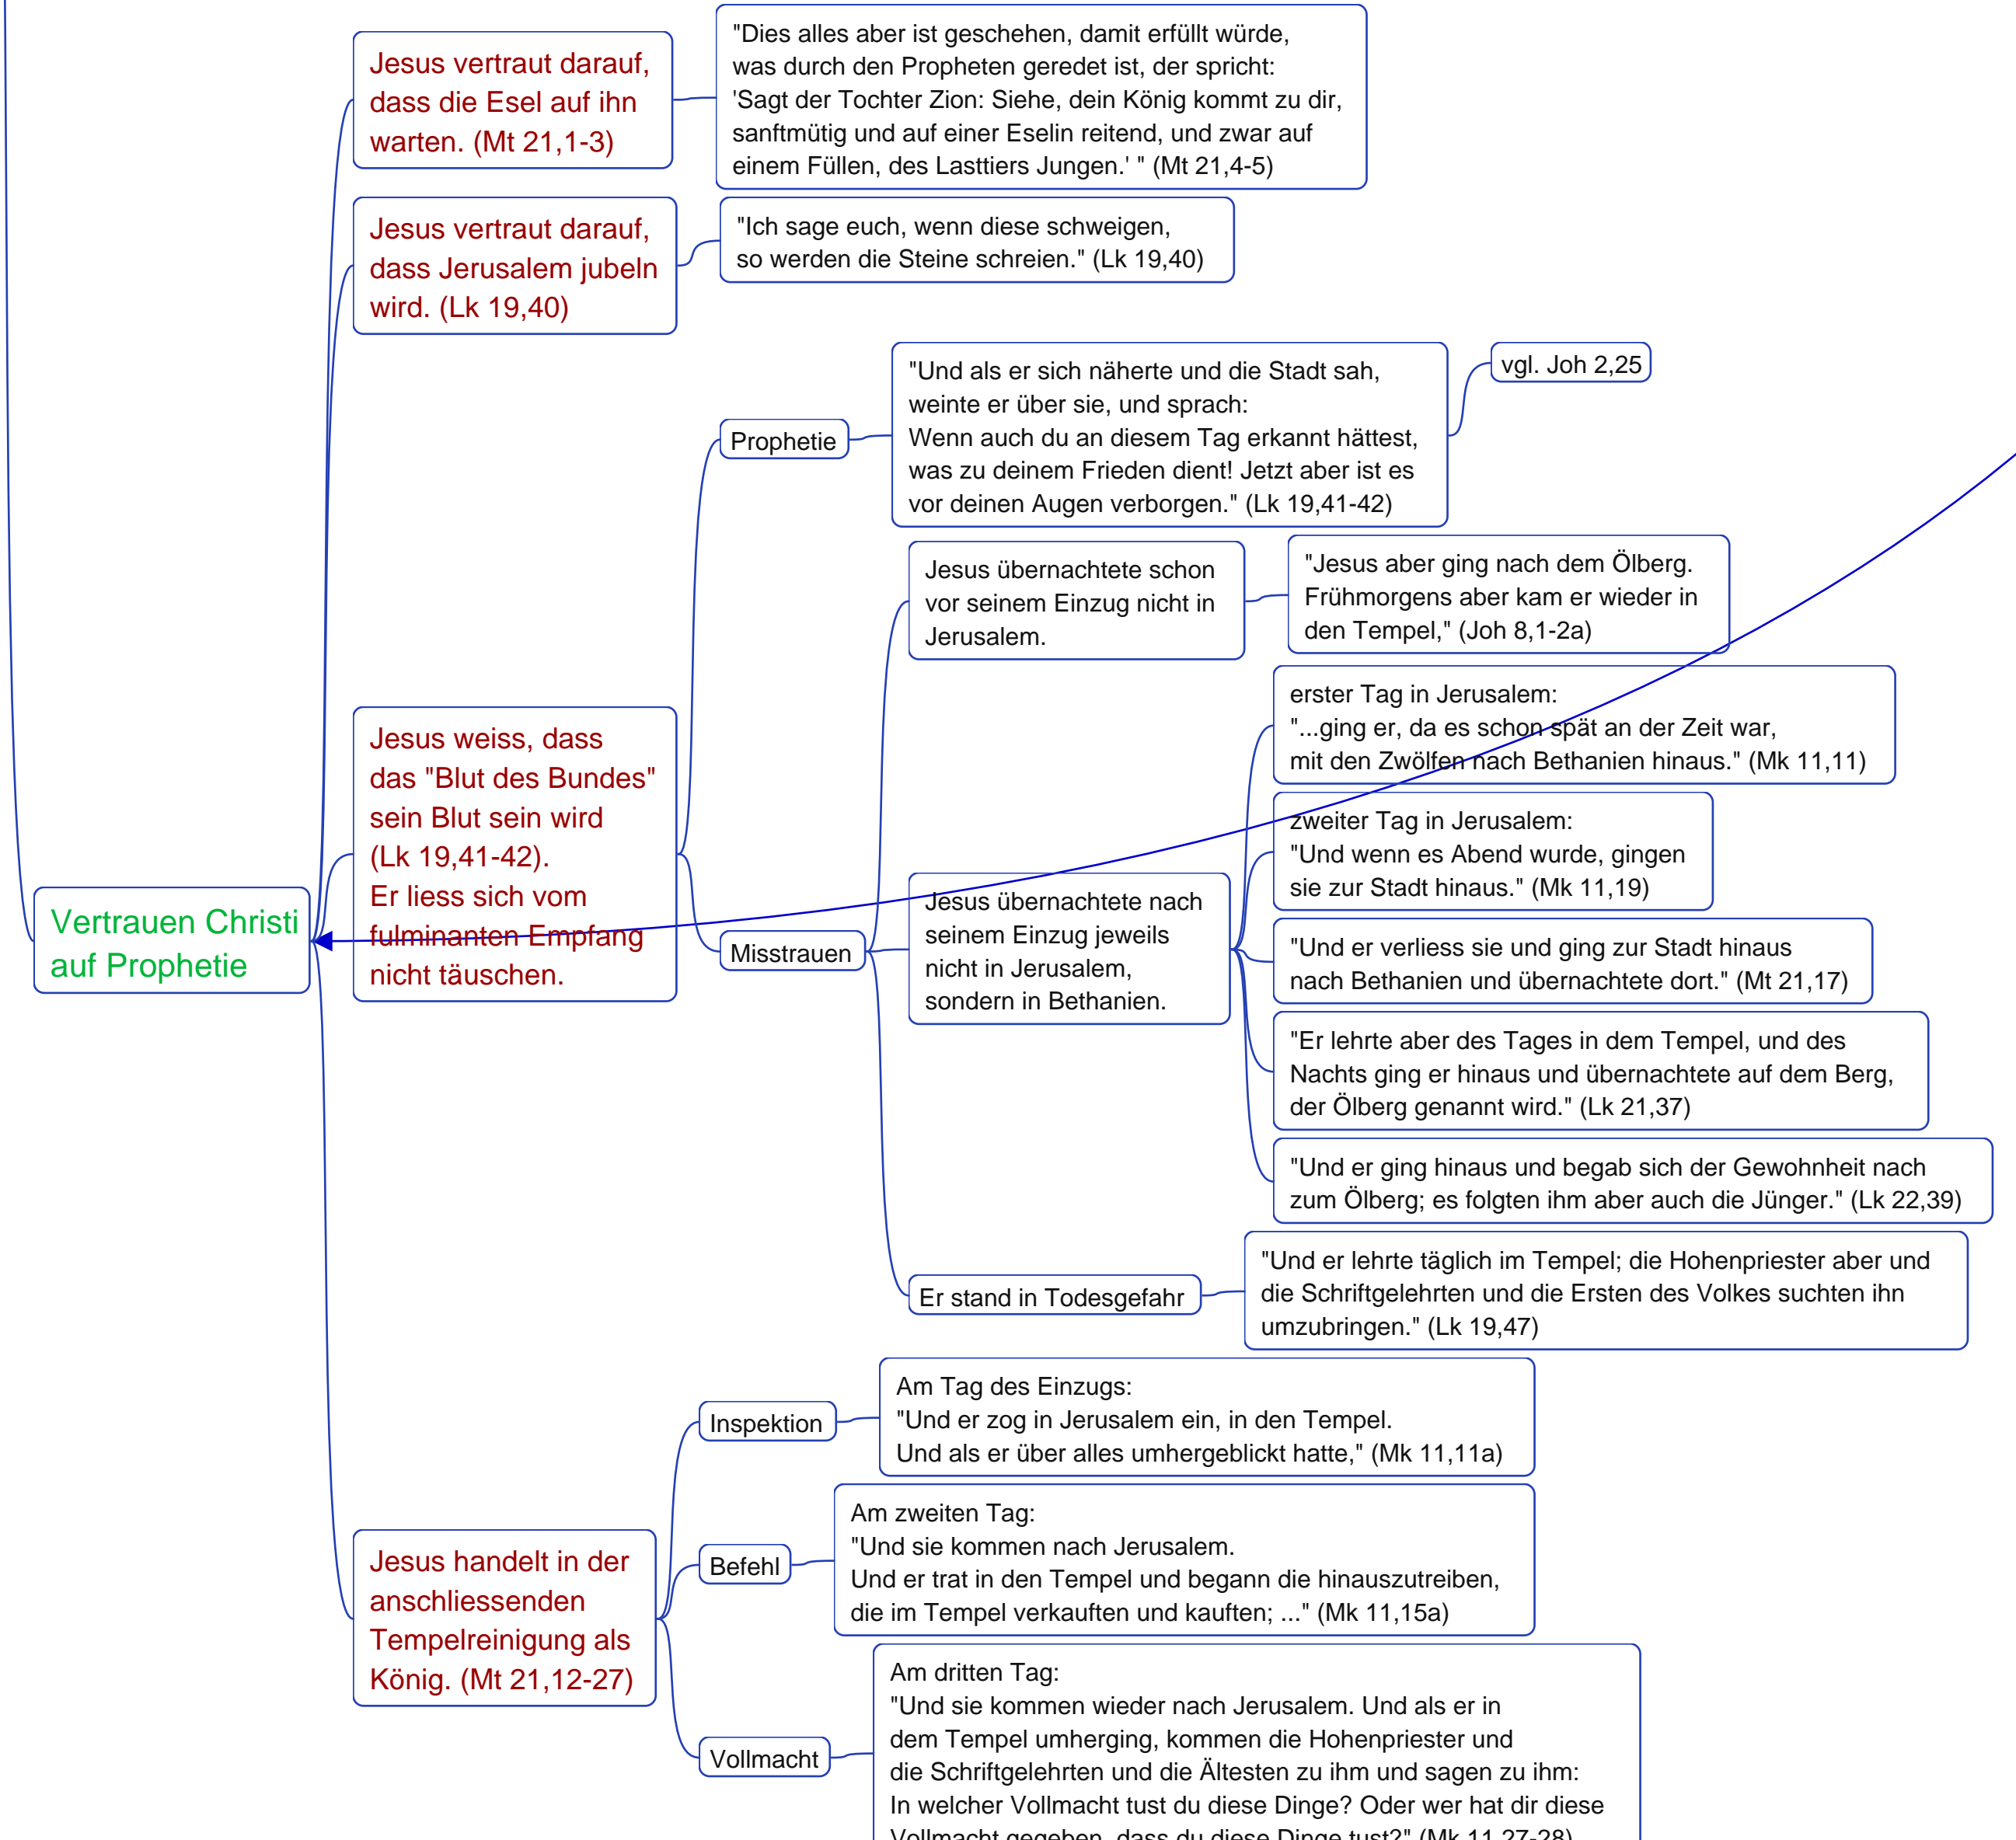 Vertrauen Christi
auf Prophetie
Jesus vertraut darauf,
dass die Esel auf ihn
warten. (Mt 21,1-3)
"Dies alles aber ist geschehen, damit erfüllt würde,
was durch den Propheten geredet ist, der spricht:
'Sagt der Tochter Zion: Siehe, dein König kommt zu dir,
sanftmütig und auf einer Eselin reitend, und zwar auf
einem Füllen, des Lasttiers Jungen.' " (Mt 21,4-5)
Jesus vertraut darauf,
dass Jerusalem jubeln
wird. (Lk 19,40)
"Ich sage euch, wenn diese schweigen,
so werden die Steine schreien." (Lk 19,40)
Jesus weiss, dass
das "Blut des Bundes"
sein Blut sein wird
(Lk 19,41-42).
Er liess sich vom
fulminanten Empfang
nicht täuschen.
Prophetie
"Und als er sich näherte und die Stadt sah,
weinte er über sie, und sprach:
Wenn auch du an diesem Tag erkannt hättest,
was zu deinem Frieden dient! Jetzt aber ist es
vor deinen Augen verborgen." (Lk 19,41-42)
vgl. Joh 2,25
Misstrauen
Jesus übernachtete schon
vor seinem Einzug nicht in
Jerusalem.
"Jesus aber ging nach dem Ölberg.
Frühmorgens aber kam er wieder in
den Tempel," (Joh 8,1-2a)
Jesus übernachtete nach
seinem Einzug jeweils
nicht in Jerusalem,
sondern in Bethanien.
erster Tag in Jerusalem:
"...ging er, da es schon spät an der Zeit war,
mit den Zwölfen nach Bethanien hinaus." (Mk 11,11)
zweiter Tag in Jerusalem:
"Und wenn es Abend wurde, gingen
sie zur Stadt hinaus." (Mk 11,19)
"Und er verliess sie und ging zur Stadt hinaus
nach Bethanien und übernachtete dort." (Mt 21,17)
"Er lehrte aber des Tages in dem Tempel, und des
Nachts ging er hinaus und übernachtete auf dem Berg,
der Ölberg genannt wird." (Lk 21,37)
"Und er ging hinaus und begab sich der Gewohnheit nach
zum Ölberg; es folgten ihm aber auch die Jünger." (Lk 22,39)
Er stand in Todesgefahr
"Und er lehrte täglich im Tempel; die Hohenpriester aber und
die Schriftgelehrten und die Ersten des Volkes suchten ihn
umzubringen." (Lk 19,47)
Jesus handelt in der
anschliessenden
Tempelreinigung als
König. (Mt 21,12-27)
Inspektion
Am Tag des Einzugs:
"Und er zog in Jerusalem ein, in den Tempel.
Und als er über alles umhergeblickt hatte," (Mk 11,11a)
Befehl
Am zweiten Tag:
"Und sie kommen nach Jerusalem.
Und er trat in den Tempel und begann die hinauszutreiben,
die im Tempel verkauften und kauften; ..." (Mk 11,15a)
Vollmacht
Am dritten Tag:
"Und sie kommen wieder nach Jerusalem. Und als er in
dem Tempel umherging, kommen die Hohenpriester und
die Schriftgelehrten und die Ältesten zu ihm und sagen zu ihm:
In welcher Vollmacht tust du diese Dinge? Oder wer hat dir diese
Vollmacht gegeben, dass du diese Dinge tust?" (Mk 11,27-28)